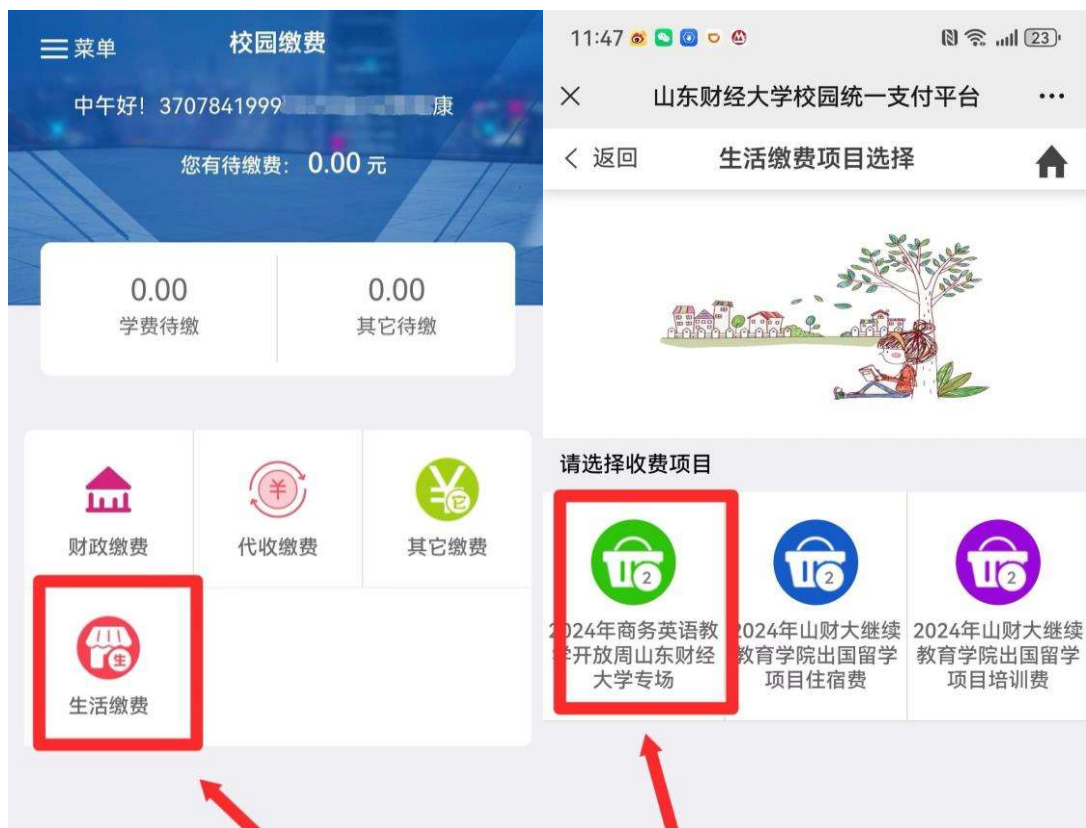 菜单
校园缴费
中午好！3707841999
康
您有待缴费：0.00 元
0.00
学费待缴
0.00
其它待缴
财政缴费
代收缴费
其它缴费
生活缴费
11:47
23
山东财经大学校园统一支付平台
返回
生活缴费项目选择
请选择收费项目
2
2024年商务英语教
学开放周山东财经
大学专场
2
2024年山财大继续
教育学院出国留学
项目住宿费
2
2024年山财大继续
教育学院出国留学
项目培训费